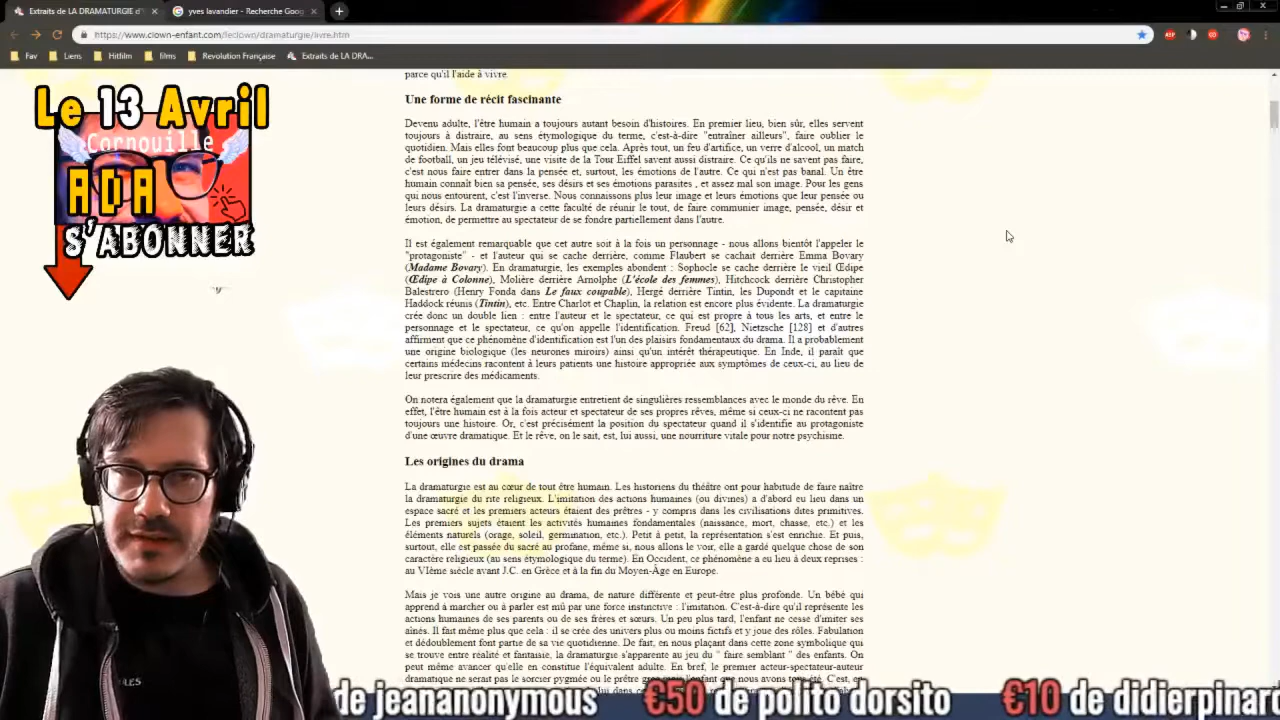 Extraits de LA DRAMATURGIE d'
yves lavandier - Recherche Goog
https://www.clown-enfant.com/leclown/dramaturgie/livre.htm
Fav
Liens
Hitfilm
films
Revolution Française
Extraits de LA DRA...
parce qu'il l'aide à vivre.
Une forme de récit fascinante
Devenu adulte, l'être humain a toujours autant besoin d'histoires. En premier lieu, bien sûr, elles servent
toujours à distraire, au sens étymologique du terme, c'est-à-dire "entraîner ailleurs", faire oublier le
quotidien. Mais elles font beaucoup plus que cela. Après tout, un feu d'artifice, un verre d'alcool, un match
de football, un jeu télévisé, une visite de la Tour Eiffel savent aussi distraire. Ce qu'ils ne savent pas faire,
c'est nous faire entrer dans la pensée et, surtout, les émotions de l'autre. Ce qui n'est pas banal. Un être
humain connaît bien sa pensée, ses désirs et ses émotions parasites , et assez mal son image. Pour les gens
qui nous entourent, c'est l'inverse. Nous connaissons plus leur image et leurs émotions que leur pensée ou
leurs désirs. La dramaturgie a cette faculté de réunir le tout, de faire communier image, pensée, désir et
émotion, de permettre au spectateur de se fondre partiellement dans l'autre.
Il est également remarquable que cet autre soit à la fois un personnage - nous allons bientôt l'appeler le
"protagoniste" - et l'auteur qui se cache derrière, comme Flaubert se cachait derrière Emma Bovary
(Madame Bovary). En dramaturgie, les exemples abondent : Sophocle se cache derrière le vieil Œdipe
(Œdipe à Colonne), Molière derrière Arnolphe (L'école des femmes), Hitchcock derrière Christopher
Balestrero (Henry Fonda dans Le faux coupable), Hergé derrière Tintin, les Dupondt et le capitaine
Haddock réunis (Tintin), etc. Entre Charlot et Chaplin, la relation est encore plus évidente. La dramaturgie
crée donc un double lien : entre l'auteur et le spectateur, ce qui est propre à tous les arts, et entre le
personnage et le spectateur, ce qu'on appelle l'identification. Freud [62], Nietzsche [128] et d'autres
affirment que ce phénomène d'identification est l'un des plaisirs fondamentaux du drama. Il a probablement
une origine biologique (les neurones miroirs) ainsi qu'un intérêt thérapeutique. En Inde, il paraît que
certains médecins racontent à leurs patients une histoire appropriée aux symptômes de ceux-ci, au lieu de
leur prescrire des médicaments.
On notera également que la dramaturgie entretient de singulières ressemblances avec le monde du rêve. En
effet, l'être humain est à la fois acteur et spectateur de ses propres rêves, même si ceux-ci ne racontent pas
toujours une histoire. Or, c'est précisément la position du spectateur quand il s'identifie au protagoniste
d'une œuvre dramatique. Et le rêve, on le sait, est, lui aussi, une nourriture vitale pour notre psychisme.
Les origines du drama
La dramaturgie est au cœur de tout être humain. Les historiens du théâtre ont pour habitude de faire naître
la dramaturgie du rite religieux. L'imitation des actions humaines (ou divines) a d'abord eu lieu dans un
espace sacré et les premiers acteurs étaient des prêtres - y compris dans les civilisations dites primitives.
Les premiers sujets étaient les activités humaines fondamentales (naissance, mort, chasse, etc.) et les
éléments naturels (orage, soleil, germination, etc.). Petit à petit, la représentation s'est enrichie. Et puis,
surtout, elle est passée du sacré au profane, même si, nous allons le voir, elle a gardé quelque chose de son
caractère religieux (au sens étymologique du terme). En Occident, ce phénomène a eu lieu à deux reprises :
au VIème siècle avant J.C. en Grèce et à la fin du Moyen-Âge en Europe.
Mais je vois une autre origine au drama, de nature différente et peut-être plus profonde. Un bébé qui
apprend à marcher ou à parler est mû par une force instinctive : l'imitation. C'est-à-dire qu'il représente les
actions humaines de ses parents ou de ses frères et sœurs. Un peu plus tard, l'enfant ne cesse d'imiter ses
aînés. Il fait même plus que cela : il se crée des univers plus ou moins fictifs et y joue des rôles. Fabulation
et dédoublement font partie de sa vie quotidienne. De fait, en nous plaçant dans cette zone symbolique qui
se trouve entre réalité et fantaisie, la dramaturgie s'apparente au jeu du " faire semblant " des enfants. On
peut même avancer qu'elle en constitue l'équivalent adulte. En bref, le premier acteur-spectateur-auteur
dramatique ne serait pas le sorcier pygmée ou le prêtre grec mais l'enfant que nous avons tous été. C'est, en
Le 13 Avril
Cornouille
ADA
S'ABONNER
de jeananonymous €50 de polito dorsito €10 de didierpinard